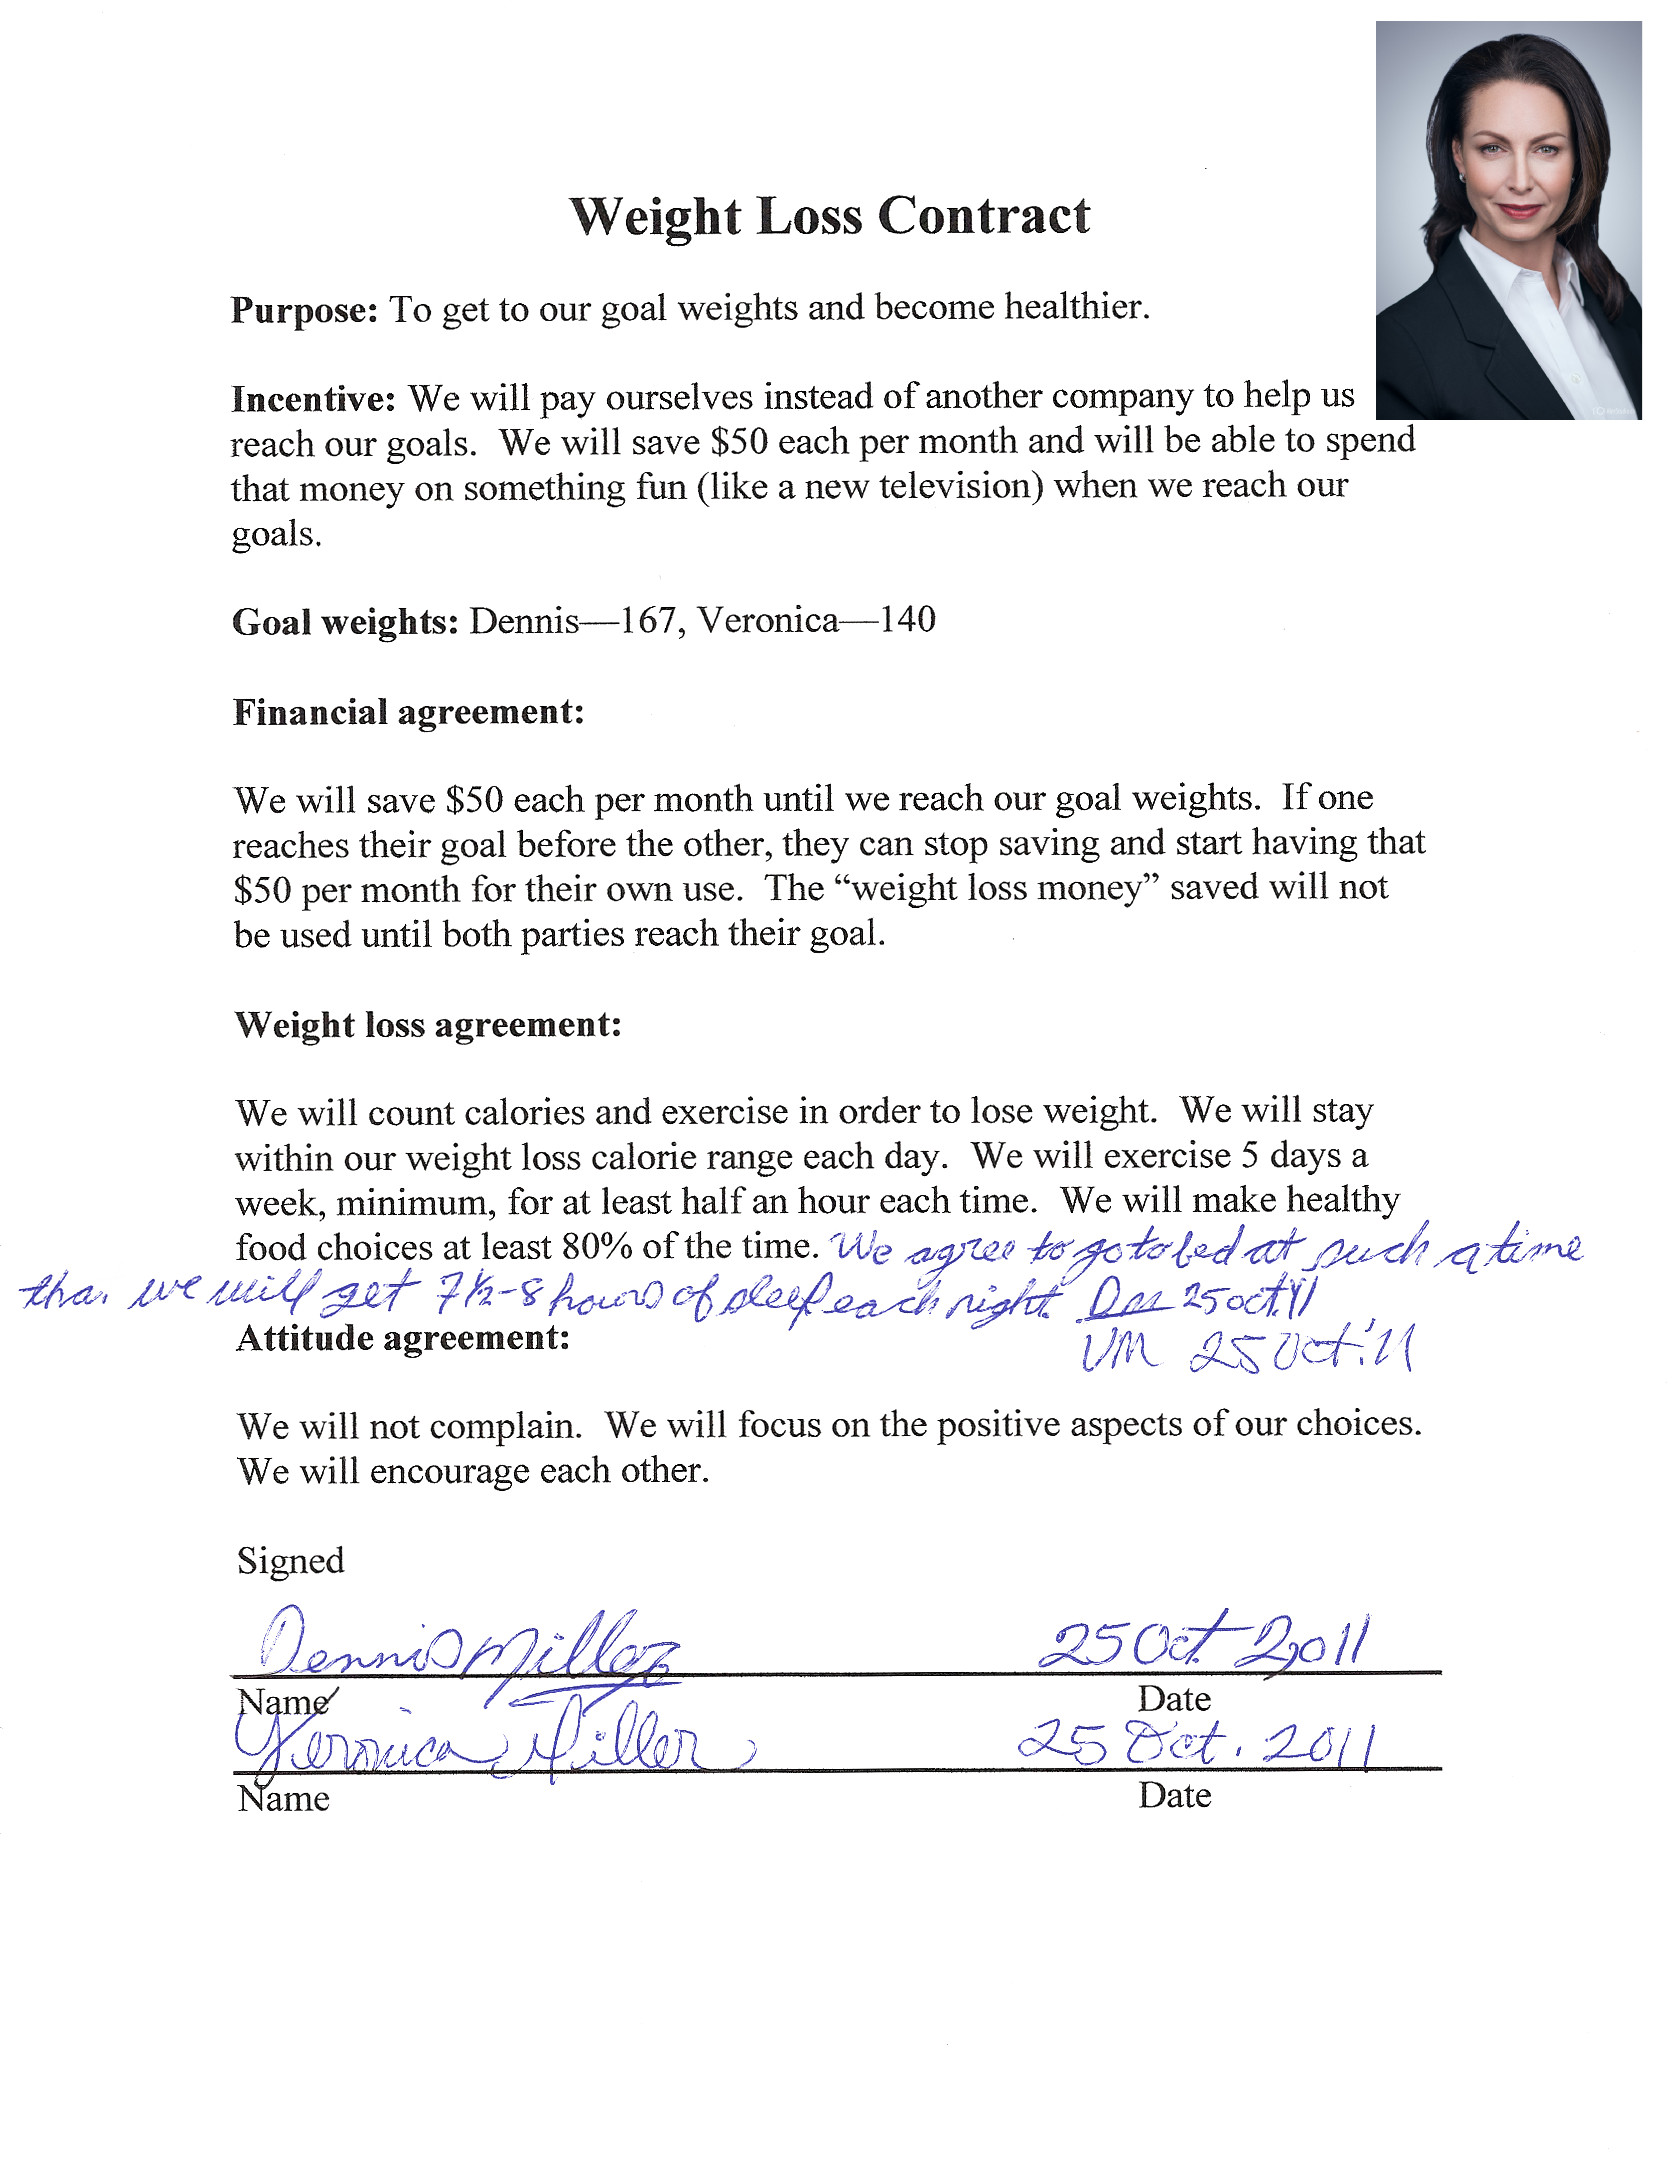 Weight Loss Contract
Purpose: To get to our goal weights and become healthier.
Incentive: We will pay ourselves instead of another company to help us
reach our goals. We will save $50 each per month and will be able to spend
that money on something fun (like a new television) when we reach our
goals.
Goal weights: Dennis—167, Veronica—140
Financial agreement:
We will save $50 each per month until we reach our goal weights. If one
reaches their goal before the other, they can stop saving and start having that
$50 per month for their own use. The “weight loss money” saved will not
be used until both parties reach their goal.
Weight loss agreement:
We will count calories and exercise in order to lose weight. We will stay
within our weight loss calorie range each day. We will exercise 5 days a
week, minimum, for at least half an hour each time. We will make healthy
food choices at least 80% of the time. We agree to go to bed at such a time
tha. we will get 7½-8 hours of sleep each night. 25 oct. '11
Attitude agreement:
VM 25 Oct. '11
We will not complain. We will focus on the positive aspects of our choices.
We will encourage each other.
Signed
Dennis Miller 25 Oct 2011
Name Date
Veronica Miller 25 Oct. 2011
Name Date